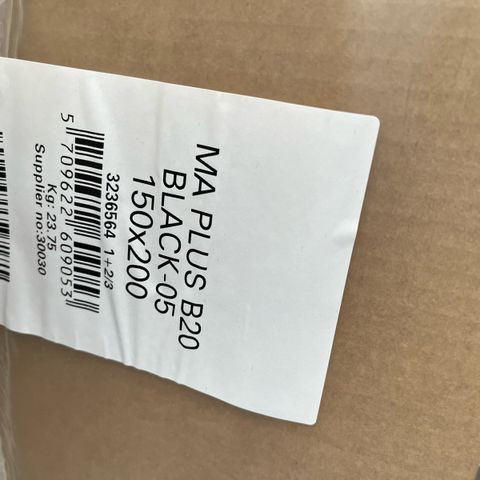 MA PLUS B20
BLACK-05
150x200
3236564 1+2/3
5 709622 609053
Kg: 23.75
Supplier no:30030